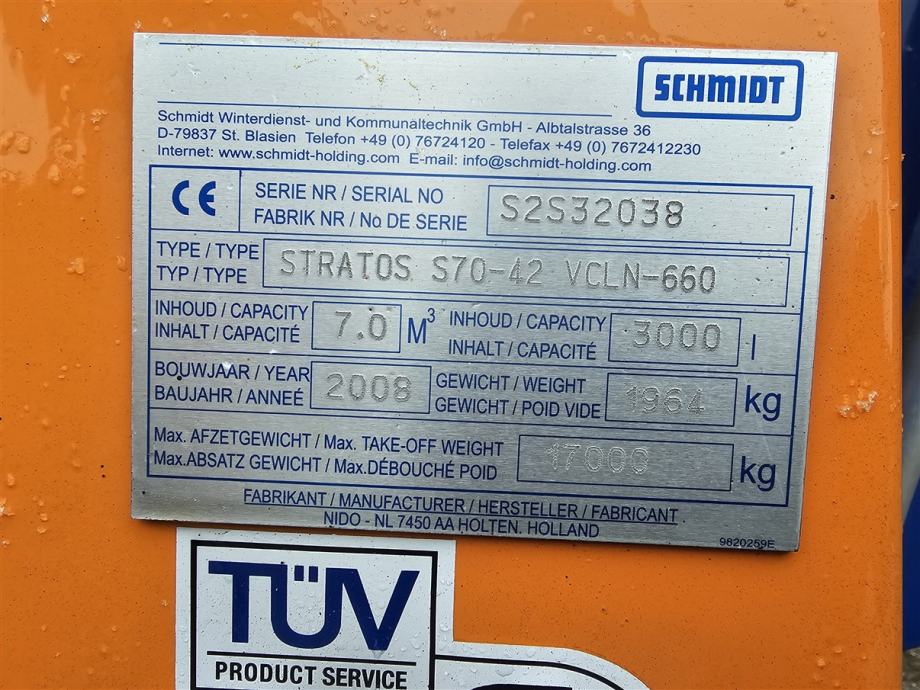 SCHMIDT
Schmidt Winterdienst- und Kommunaltechnik GmbH - Albtalstrasse 36
D-79837 St. Blasien Telefon +49 (0) 76724120 - Telefax +49 (0) 7672412230
Internet: www.schmidt-holding.com E-mail: info@schmidt-holding.com
CE SERIE NR / SERIAL NO S2S32038
FABRIK NR / No DE SERIE
TYPE / TYPE STRATOS S70-42 VCLN-660
TYP / TYPE
INHOUD / CAPACITY 7.0 M³ INHOUD / CAPACITY 3000 l
INHALT / CAPACITÉ INHALT / CAPACITÉ
BOUWJAAR / YEAR 2008 GEWICHT / WEIGHT 1964 kg
BAUJAHR / ANNEÉ GEWICHT / POID VIDE
Max. AFZETGEWICHT / Max. TAKE-OFF WEIGHT 17000 kg
Max.ABSATZ GEWICHT / Max.DÉBOUCHÉ POID
FABRIKANT / MANUFACTURER / HERSTELLER / FABRICANT
NIDO - NL 7450 AA HOLTEN. HOLLAND
9820259E
TÜV
PRODUCT SERVICE